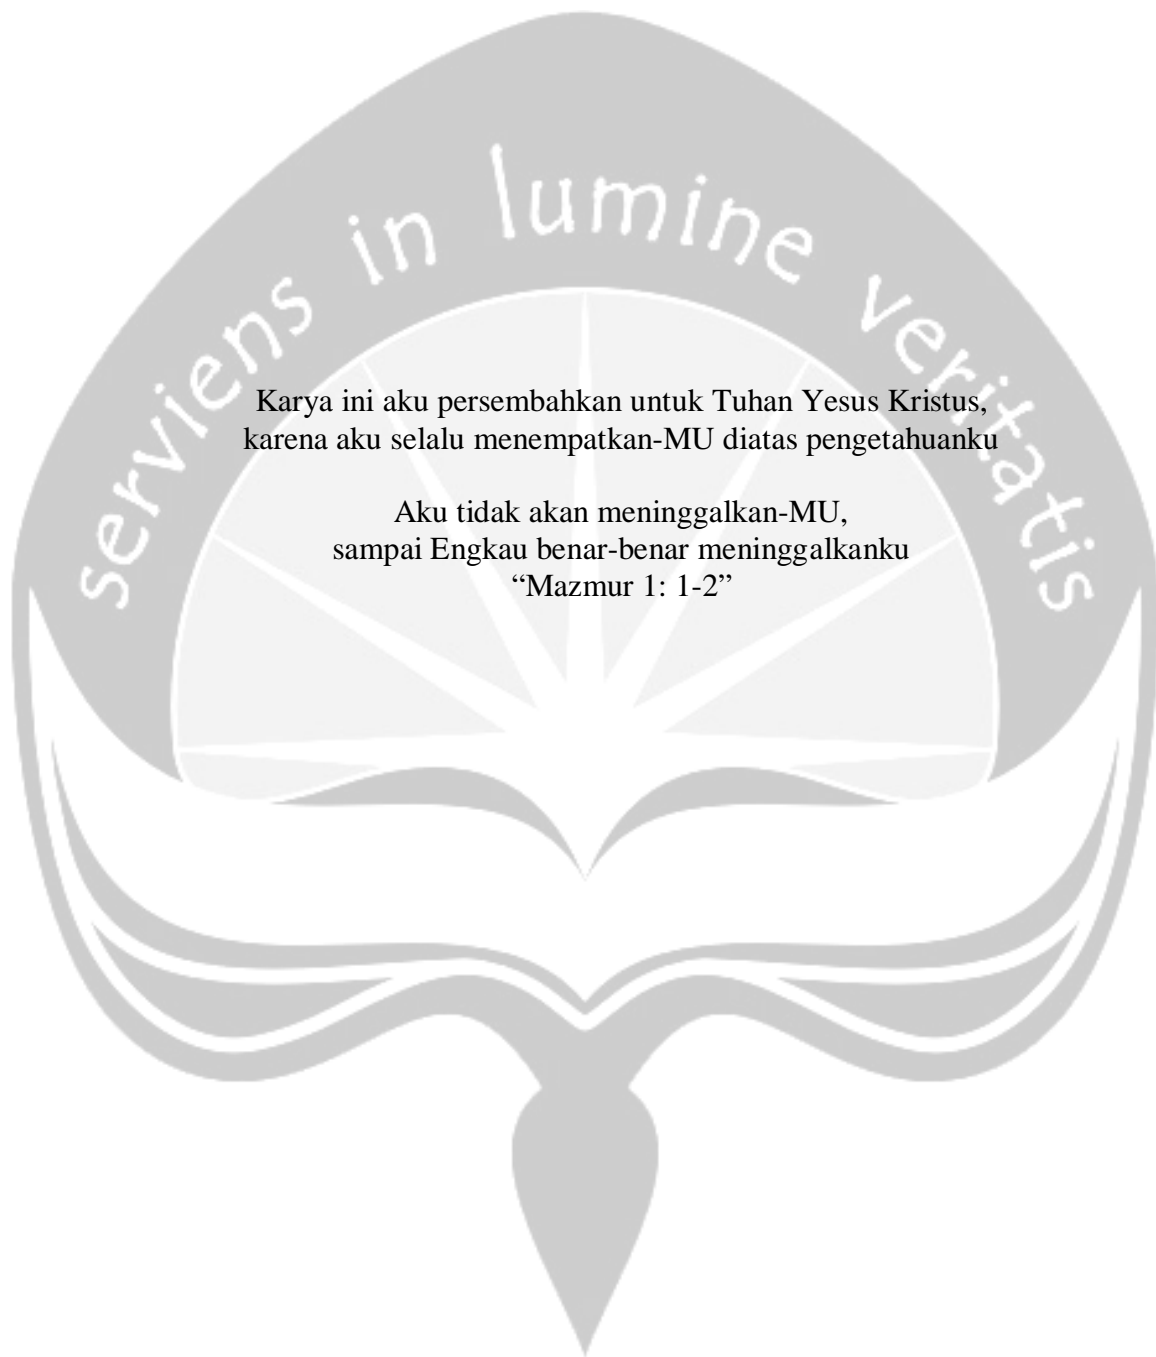 serviens in lumine veritatis
Karya ini aku persembahkan untuk Tuhan Yesus Kristus,
karena aku selalu menempatkan-MU diatas pengetahuanku
Aku tidak akan meninggalkan-MU,
sampai Engkau benar-benar meninggalkanku
“Mazmur 1: 1-2”